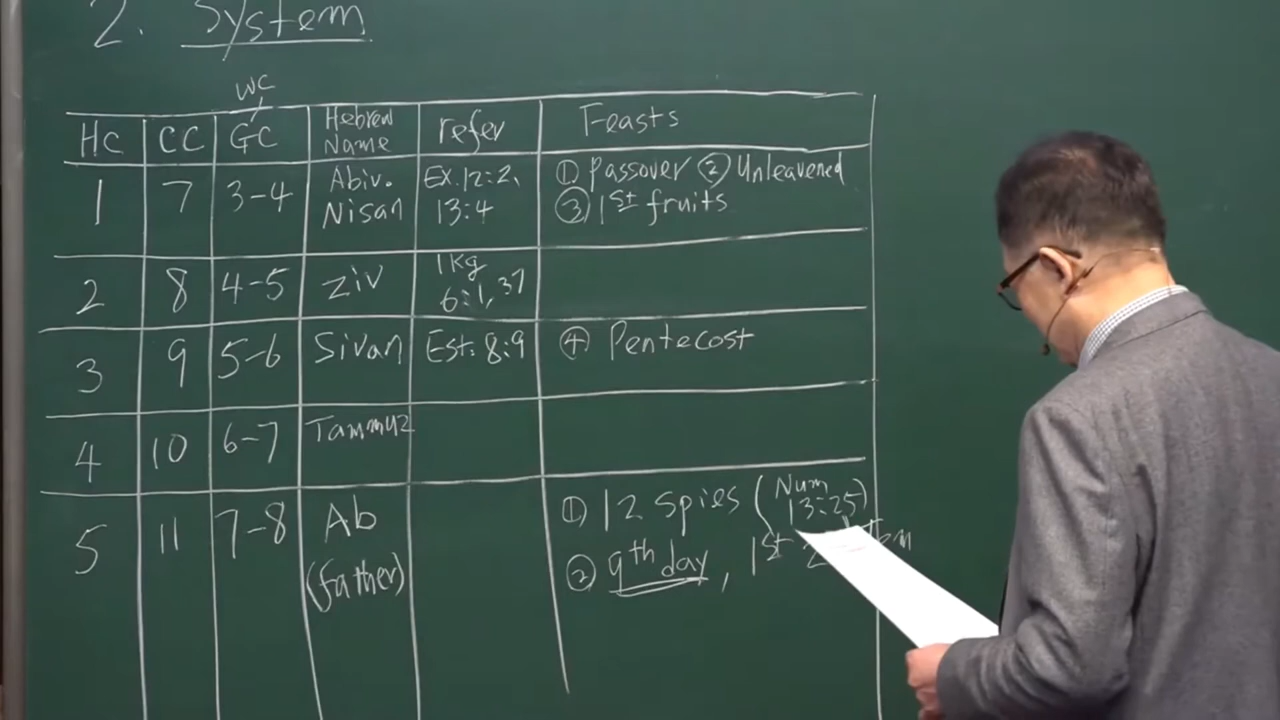 2. System
WC
HC CC GC Hebrew Name refer Feasts
1 7 3-4 Abiv. Nisan Ex.12:2, 13:4 ① Passover ② Unleavened
③ 1st fruits
2 8 4-5 Ziv 1Kg 6:1, 37
3 9 5-6 Sivan Est: 8:9 ④ Pentecost
4 10 6-7 Tammuz
5 11 7-8 Ab (father) ① 12 spies (Num 13:25)
② 9th day, 1st 2